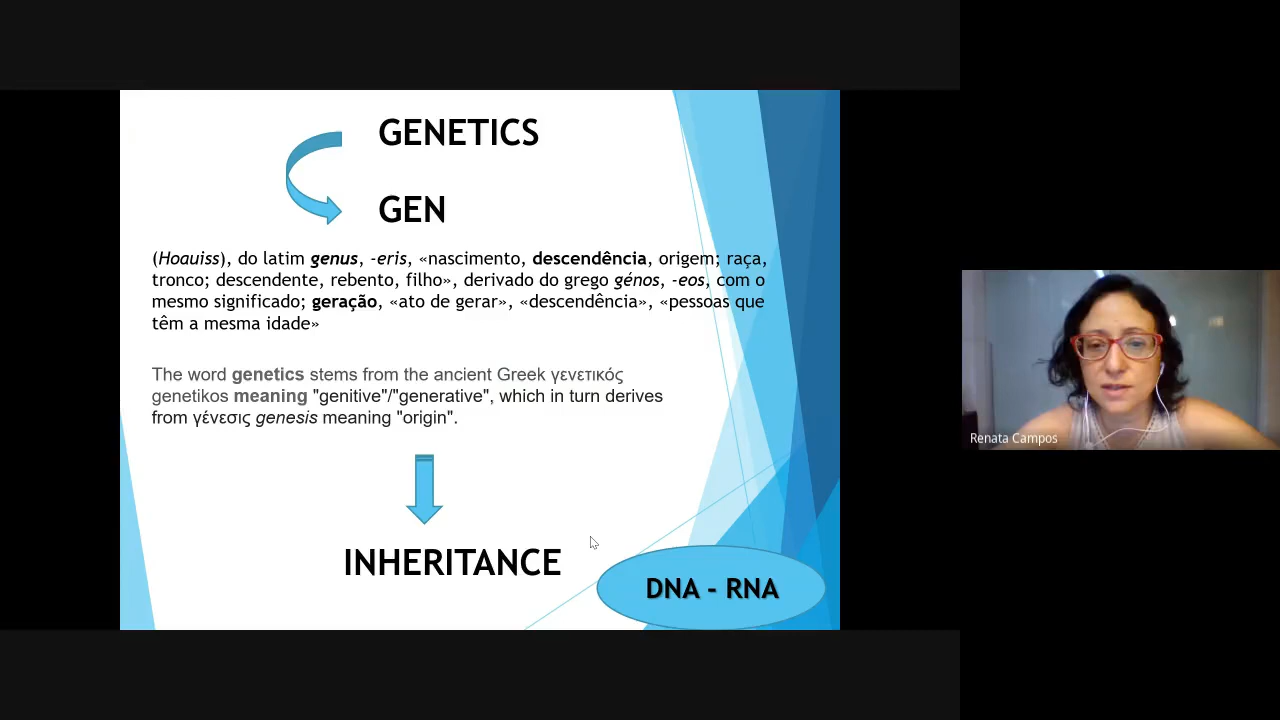 GENETICS
GEN
(Hoauiss), do latim genus, -eris, «nascimento, descendência, origem; raça,
tronco; descendente, rebento, filho», derivado do grego génos, -eos, com o
mesmo significado; geração, «ato de gerar», «descendência», «pessoas que
têm a mesma idade»
The word genetics stems from the ancient Greek γενετικός
genetikos meaning "genitive"/"generative", which in turn derives
from γένεσις genesis meaning "origin".
INHERITANCE
DNA - RNA
Renata Campos